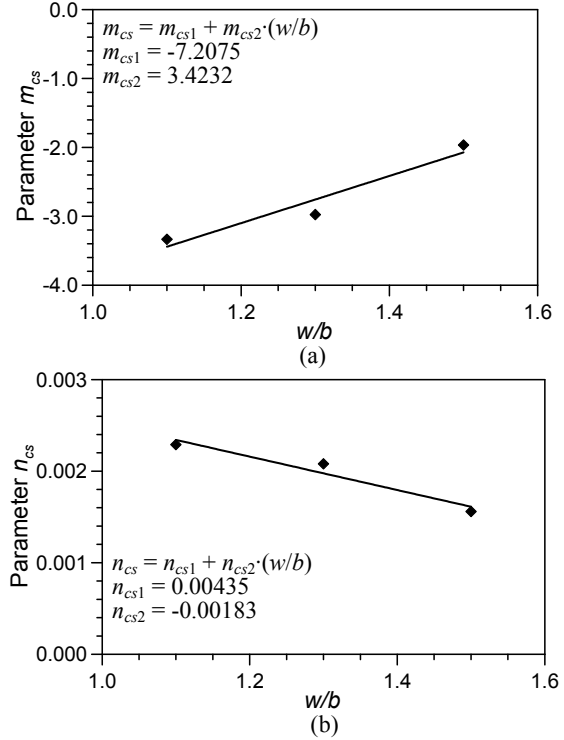 0.0
m_cs = m_cs1 + m_cs2·(w/b)
m_cs1 = -7.2075
m_cs2 = 3.4232
-1.0
-2.0
-3.0
-4.0
Parameter m_cs
1.0 1.2 1.4 1.6
w/b
(a)
0.003
0.002
0.001
0.000
Parameter n_cs
n_cs = n_cs1 + n_cs2·(w/b)
n_cs1 = 0.00435
n_cs2 = -0.00183
1.0 1.2 1.4 1.6
w/b
(b)